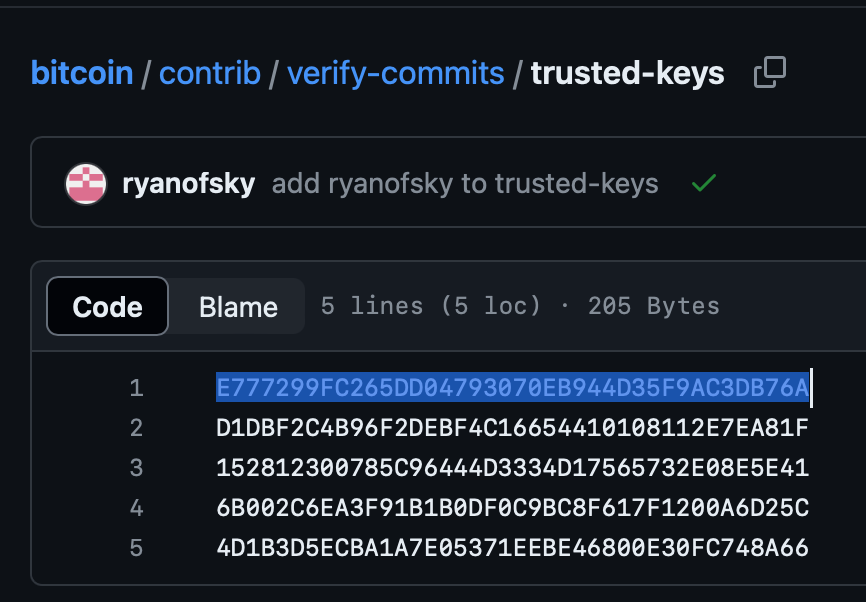 bitcoin / contrib / verify-commits / trusted-keys
ryanofsky add ryanofsky to trusted-keys
Code Blame 5 lines (5 loc) · 205 Bytes
1 E777299FC265DD04793070EB944D35F9AC3DB76A
2 D1DBF2C4B96F2DEBF4C16654410108112E7EA81F
3 152812300785C96444D3334D17565732E08E5E41
4 6B002C6EA3F91B1B0DF0C9BC8F617F1200A6D25C
5 4D1B3D5ECBA1A7E05371EEBE46800E30FC748A66